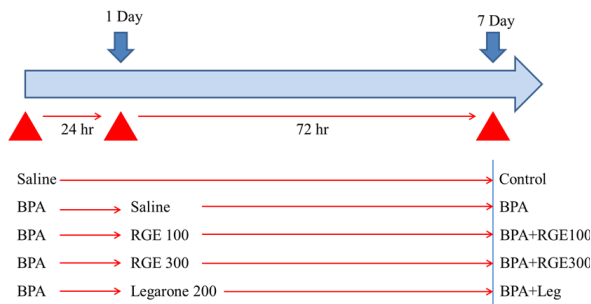 1 Day 7 Day
24 hr 72 hr
Saline Control
BPA Saline BPA
BPA RGE 100 BPA+RGE100
BPA RGE 300 BPA+RGE300
BPA Legarone 200 BPA+Leg